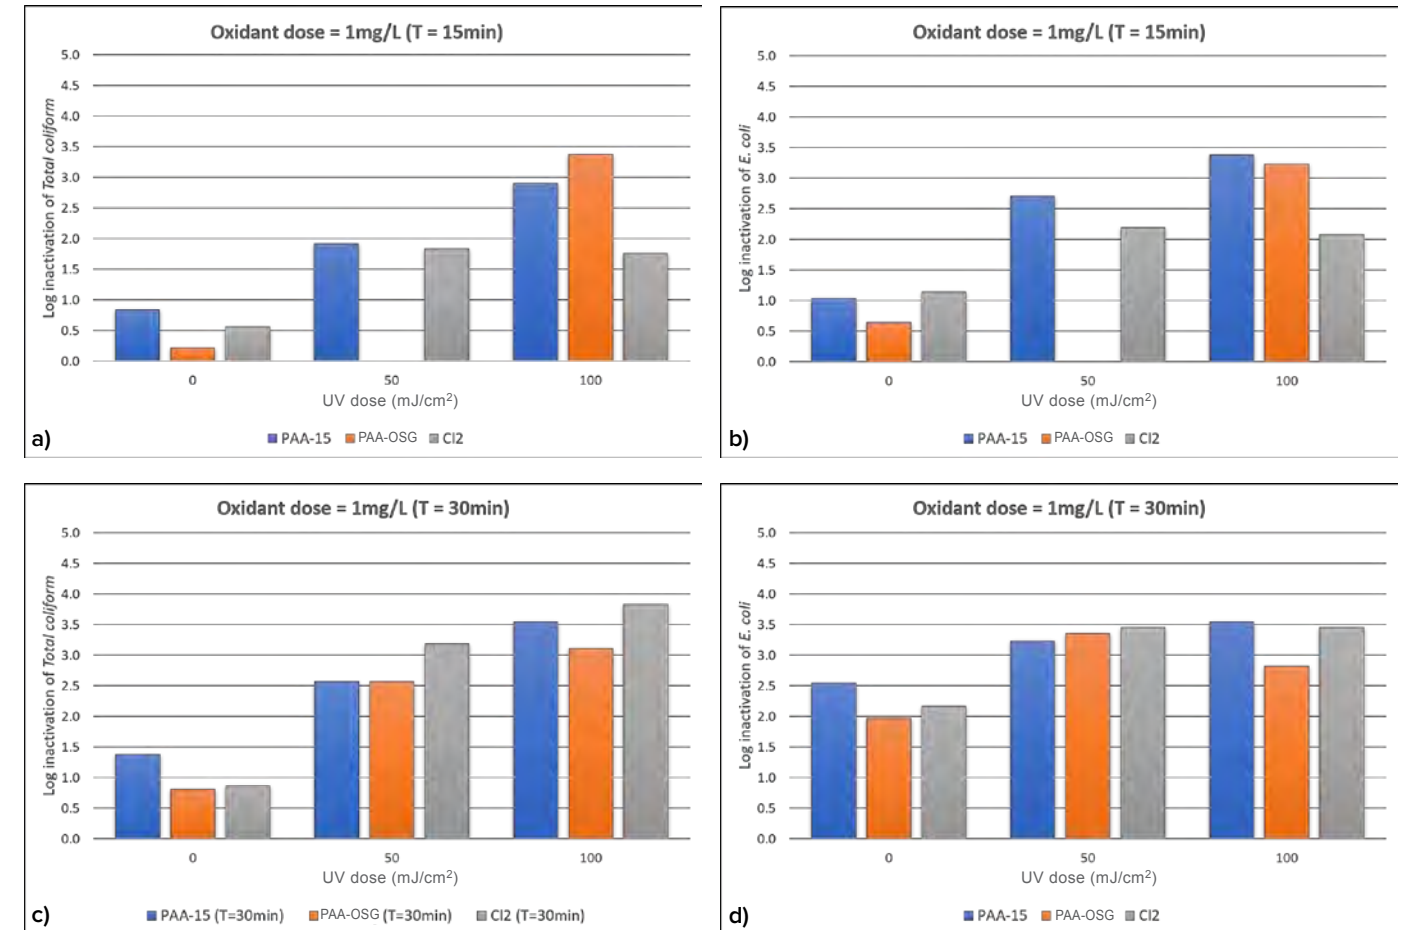 Oxidant dose = 1mg/L (T = 15min)
Log inactivation of Total coliform
5.0
4.5
4.0
3.5
3.0
2.5
2.0
1.5
1.0
0.5
0.0
0 50 100
UV dose (mJ/cm²)
a)
PAA-15 PAA-OSG Cl2
Oxidant dose = 1mg/L (T = 15min)
Log inactivation of E. coli
5.0
4.5
4.0
3.5
3.0
2.5
2.0
1.5
1.0
0.5
0.0
0 50 100
UV dose (mJ/cm²)
b)
PAA-15 PAA-OSG Cl2
Oxidant dose = 1mg/L (T = 30min)
Log inactivation of Total coliform
5.0
4.5
4.0
3.5
3.0
2.5
2.0
1.5
1.0
0.5
0.0
0 50 100
UV dose (mJ/cm²)
c)
PAA-15 (T=30min) PAA-OSG (T=30min) Cl2 (T=30min)
Oxidant dose = 1mg/L (T = 30min)
Log inactivation of E. coli
5.0
4.5
4.0
3.5
3.0
2.5
2.0
1.5
1.0
0.5
0.0
0 50 100
UV dose (mJ/cm²)
d)
PAA-15 PAA-OSG Cl2